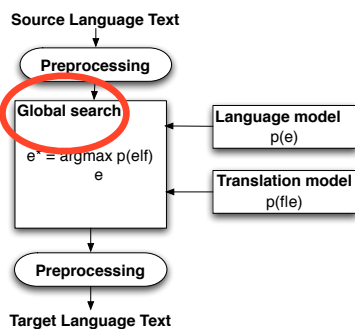 Source Language Text
Preprocessing
Global search
e* = argmax p(e|f)
e
Language model
p(e)
Translation model
p(f|e)
Preprocessing
Target Language Text